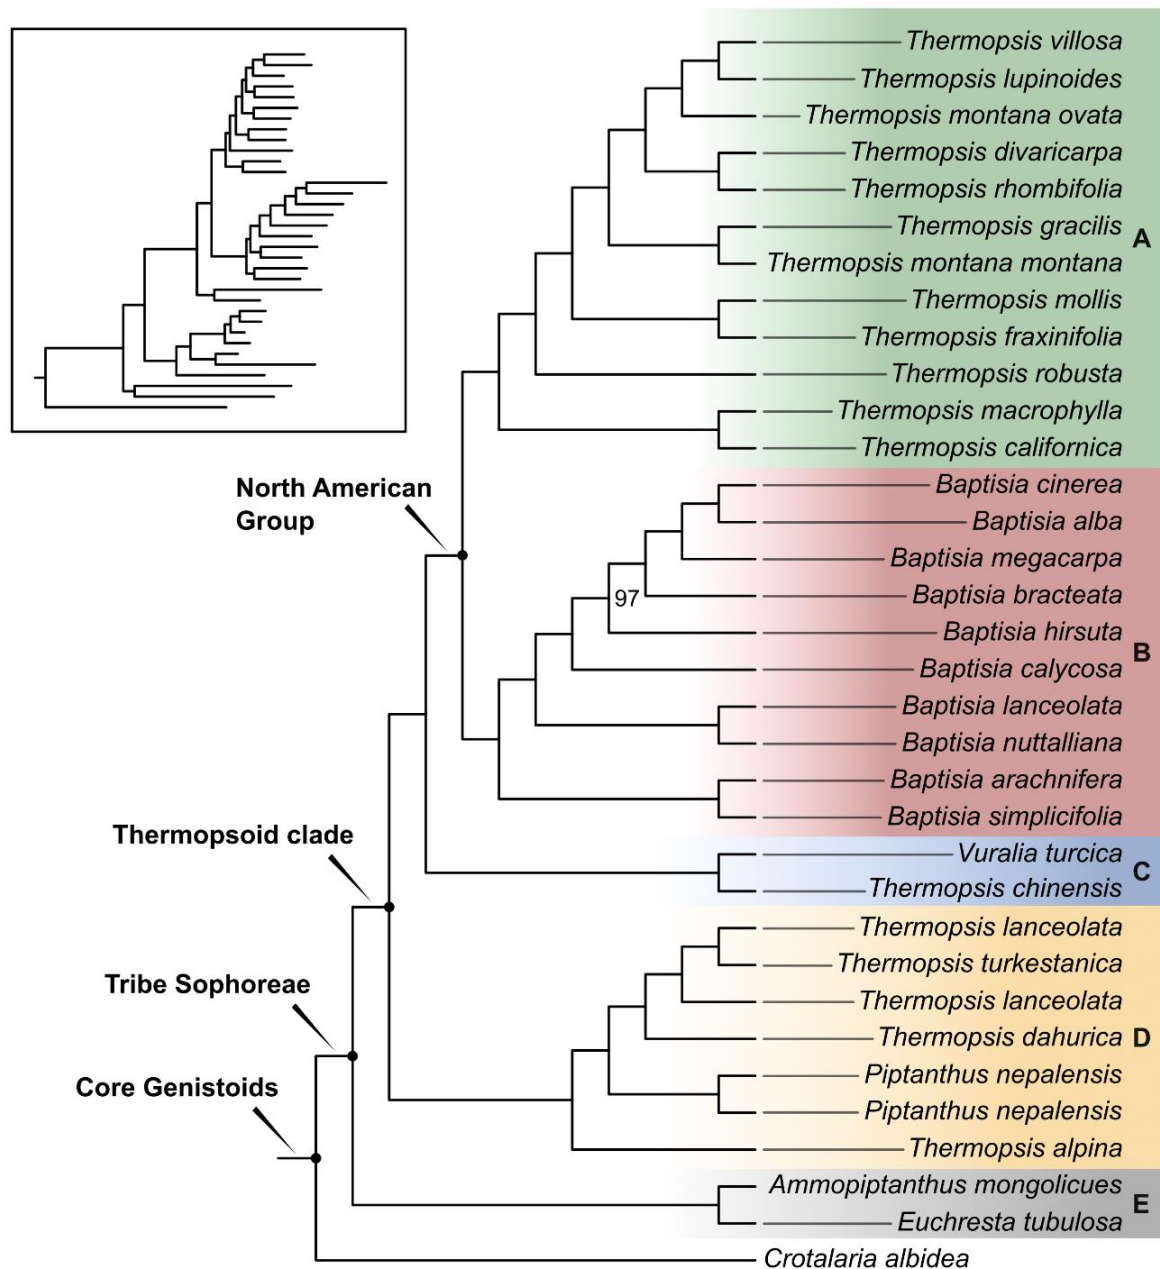 Thermopsis villosa
Thermopsis lupinoides
Thermopsis montana ovata
Thermopsis divaricarpa
Thermopsis rhombifolia
Thermopsis gracilis
A
Thermopsis montana montana
Thermopsis mollis
Thermopsis fraxinifolia
Thermopsis robusta
Thermopsis macrophylla
Thermopsis californica
North American
Group
Baptisia cinerea
Baptisia alba
Baptisia megacarpa
Baptisia bracteata
97
Baptisia hirsuta
B
Baptisia calycosa
Baptisia lanceolata
Baptisia nuttalliana
Baptisia arachnifera
Baptisia simplicifolia
Thermopsoid clade
Vuralia turcica
C
Thermopsis chinensis
Thermopsis lanceolata
Thermopsis turkestanica
Tribe Sophoreae
Thermopsis lanceolata
Thermopsis dahurica
D
Core Genistoids
Piptanthus nepalensis
Piptanthus nepalensis
Thermopsis alpina
Ammopiptanthus mongolicues
E
Euchresta tubulosa
Crotalaria albidea